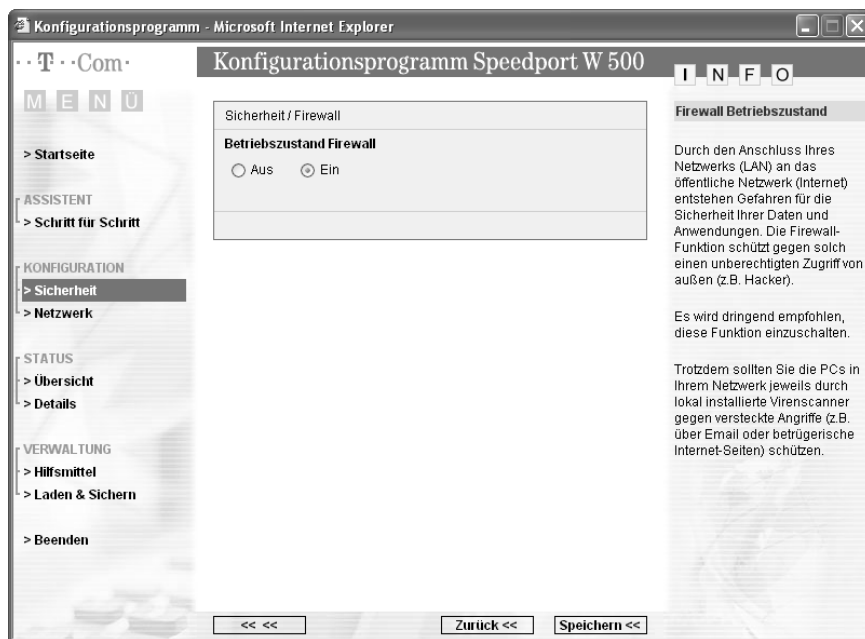 Konfigurationsprogramm - Microsoft Internet Explorer
··T··Com·
Konfigurationsprogramm Speedport W 500
INFO
MENÜ
> Startseite
ASSISTENT
> Schritt für Schritt
KONFIGURATION
> Sicherheit
> Netzwerk
STATUS
> Übersicht
> Details
VERWALTUNG
> Hilfsmittel
> Laden & Sichern
> Beenden
Sicherheit / Firewall
Betriebszustand Firewall
Aus Ein
<< <<
Zurück <<
Speichern <<
Firewall Betriebszustand
Durch den Anschluss Ihres
Netzwerks (LAN) an das
öffentliche Netzwerk (Internet)
entstehen Gefahren für die
Sicherheit Ihrer Daten und
Anwendungen. Die Firewall-
Funktion schützt gegen solch
einen unberechtigten Zugriff von
außen (z.B. Hacker).
Es wird dringend empfohlen,
diese Funktion einzuschalten.
Trotzdem sollten Sie die PCs in
Ihrem Netzwerk jeweils durch
lokal installierte Virenscanner
gegen versteckte Angriffe (z.B.
über Email oder betrügerische
Internet-Seiten) schützen.